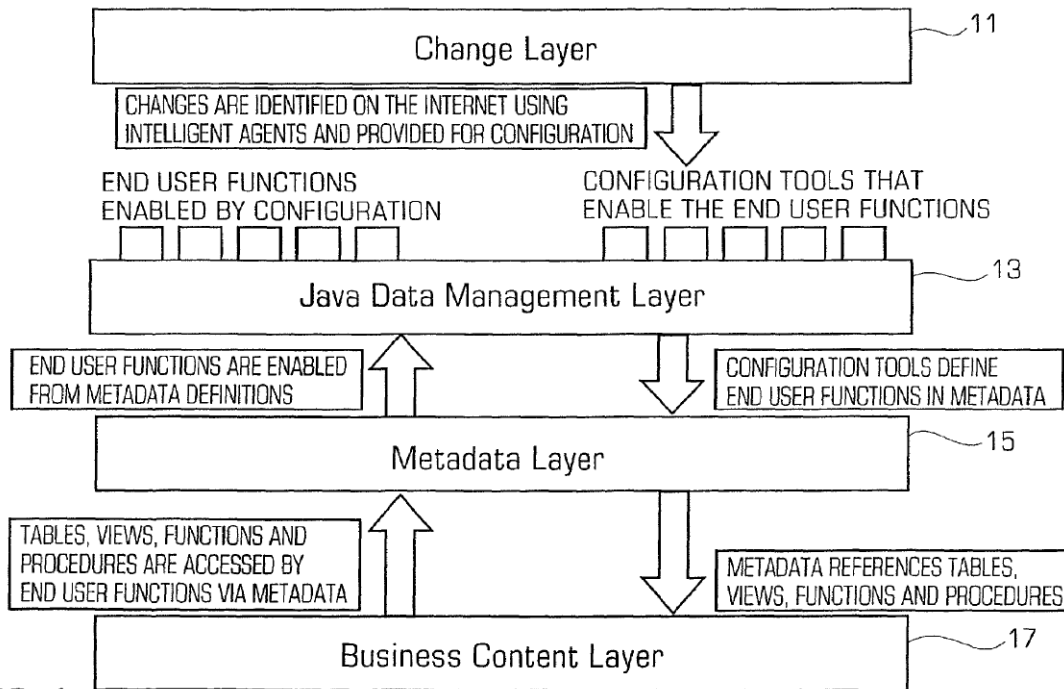 Change Layer
11
CHANGES ARE IDENTIFIED ON THE INTERNET USING
INTELLIGENT AGENTS AND PROVIDED FOR CONFIGURATION
END USER FUNCTIONS
ENABLED BY CONFIGURATION
CONFIGURATION TOOLS THAT
ENABLE THE END USER FUNCTIONS
Java Data Management Layer
13
END USER FUNCTIONS ARE ENABLED
FROM METADATA DEFINITIONS
CONFIGURATION TOOLS DEFINE
END USER FUNCTIONS IN METADATA
Metadata Layer
15
TABLES, VIEWS, FUNCTIONS AND
PROCEDURES ARE ACCESSED BY
END USER FUNCTIONS VIA METADATA
METADATA REFERENCES TABLES,
VIEWS, FUNCTIONS AND PROCEDURES
Business Content Layer
17